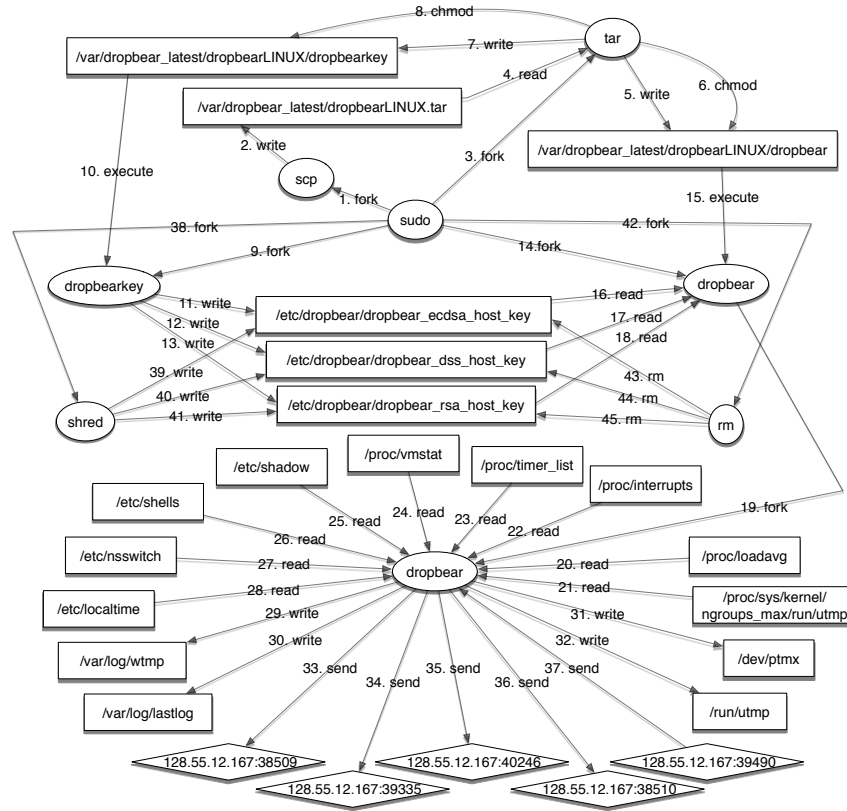 8. chmod
tar
7. write
/var/dropbear_latest/dropbearLINUX/dropbearkey
4. read
6. chmod
5. write
/var/dropbear_latest/dropbearLINUX.tar
2. write
3. fork
/var/dropbear_latest/dropbearLINUX/dropbear
10. execute
scp
1. fork
15. execute
sudo
38. fork
42. fork
9. fork
14.fork
dropbearkey
dropbear
11. write
16. read
/etc/dropbear/dropbear_ecdsa_host_key
12. write
17. read
13. write
18. read
/etc/dropbear/dropbear_dss_host_key
39. write
43. rm
40. write
44. rm
/etc/dropbear/dropbear_rsa_host_key
41. write
45. rm
shred
rm
/proc/vmstat
/etc/shadow
/proc/timer_list
/proc/interrupts
/etc/shells
24. read
25. read
23. read
22. read
19. fork
26. read
/etc/nsswitch
27. read
20. read
/proc/loadavg
dropbear
28. read
21. read
/etc/localtime
/proc/sys/kernel/
ngroups_max/run/utmp
29. write
31. write
30. write
32. write
/var/log/wtmp
33. send
35. send
37. send
/dev/ptmx
34. send
36. send
/var/log/lastlog
/run/utmp
128.55.12.167:38509
128.55.12.167:40246
128.55.12.167:39490
128.55.12.167:39335
128.55.12.167:38510